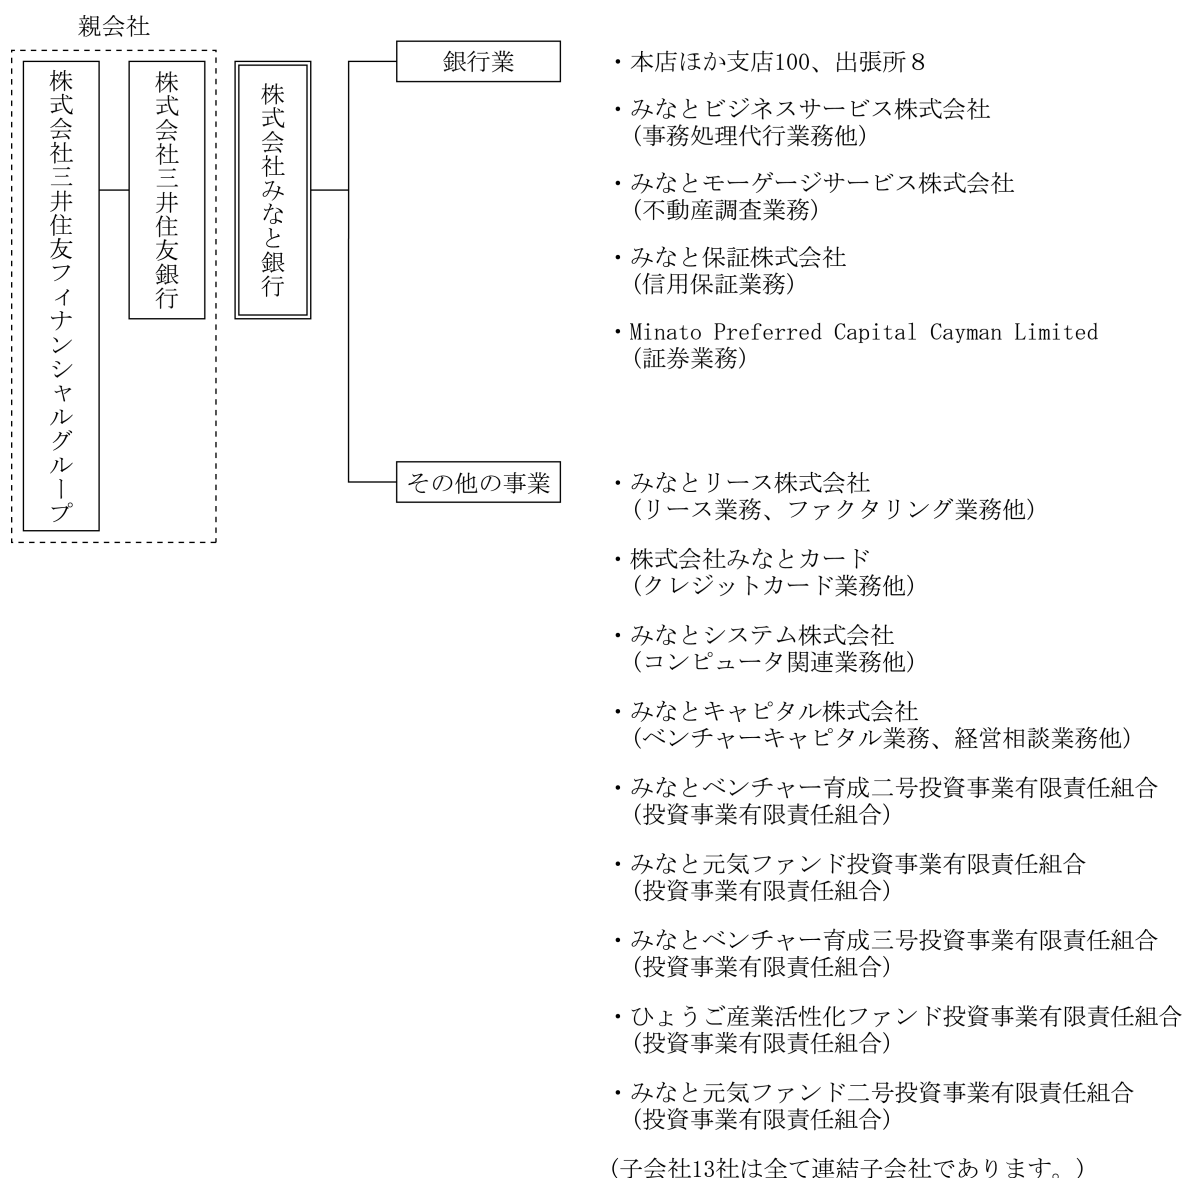 親会社
株式会社三井住友フィナンシャルグループ
株式会社三井住友銀行
株式会社みなと銀行
銀行業
・本店ほか支店100、出張所８
・みなとビジネスサービス株式会社
(事務処理代行業務他)
・みなとモーゲージサービス株式会社
(不動産調査業務)
・みなと保証株式会社
(信用保証業務)
・Minato Preferred Capital Cayman Limited
(証券業務)
その他の事業
・みなとリース株式会社
(リース業務、ファクタリング業務他)
・株式会社みなとカード
(クレジットカード業務他)
・みなとシステム株式会社
(コンピュータ関連業務他)
・みなとキャピタル株式会社
(ベンチャーキャピタル業務、経営相談業務他)
・みなとベンチャー育成二号投資事業有限責任組合
(投資事業有限責任組合)
・みなと元気ファンド投資事業有限責任組合
(投資事業有限責任組合)
・みなとベンチャー育成三号投資事業有限責任組合
(投資事業有限責任組合)
・ひょうご産業活性化ファンド投資事業有限責任組合
(投資事業有限責任組合)
・みなと元気ファンド二号投資事業有限責任組合
(投資事業有限責任組合)
(子会社13社は全て連結子会社であります。)